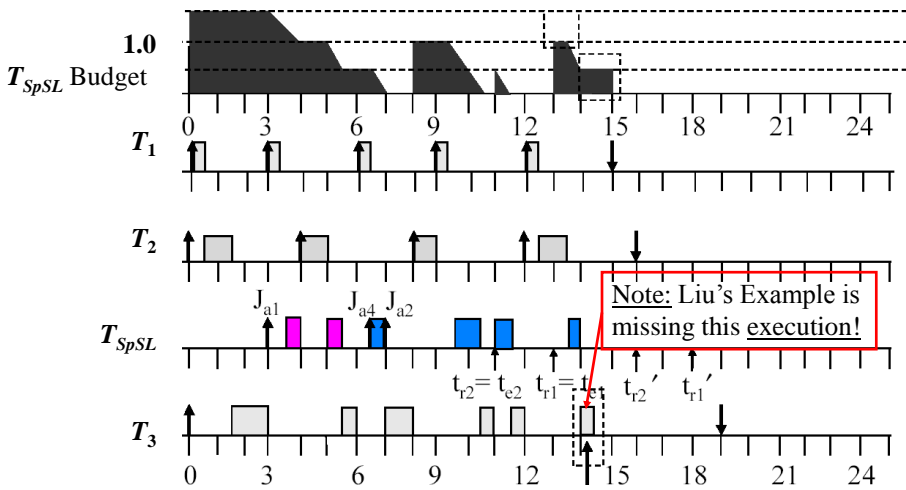 1.0
T_SpSL Budget
0 3 6 9 12 15 18 21 24
T_1
T_2
Note: Liu's Example is
missing this execution!
J_a1 J_a4 J_a2
T_SpSL
t_r2= t_e2 t_r1= t_e1 t_r2′ t_r1′
T_3
0 3 6 9 12 15 18 21 24